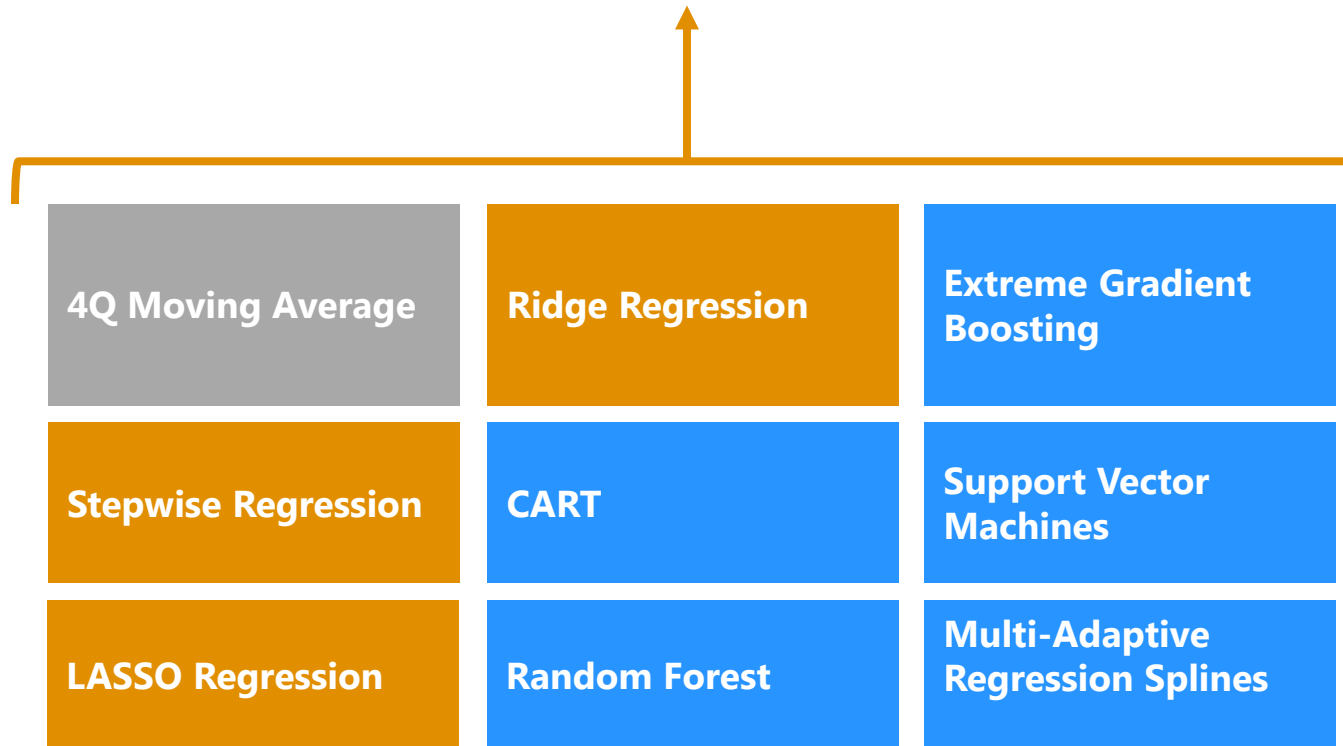 4Q Moving Average
Ridge Regression
Extreme Gradient
Boosting
Stepwise Regression
CART
Support Vector
Machines
LASSO Regression
Random Forest
Multi-Adaptive
Regression Splines